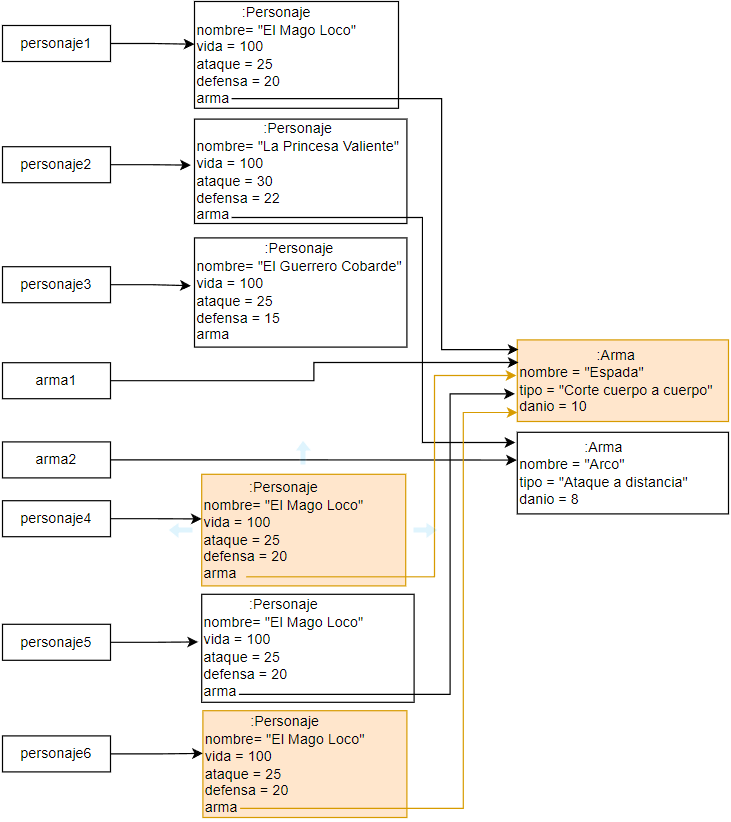 personaje1
:Personaje
nombre= "El Mago Loco"
vida = 100
ataque = 25
defensa = 20
arma
personaje2
:Personaje
nombre= "La Princesa Valiente"
vida = 100
ataque = 30
defensa = 22
arma
personaje3
:Personaje
nombre= "El Guerrero Cobarde"
vida = 100
ataque = 25
defensa = 15
arma
arma1
:Arma
nombre = "Espada"
tipo = "Corte cuerpo a cuerpo"
danio = 10
arma2
:Arma
nombre = "Arco"
tipo = "Ataque a distancia"
danio = 8
personaje4
:Personaje
nombre= "El Mago Loco"
vida = 100
ataque = 25
defensa = 20
arma
personaje5
:Personaje
nombre= "El Mago Loco"
vida = 100
ataque = 25
defensa = 20
arma
personaje6
:Personaje
nombre= "El Mago Loco"
vida = 100
ataque = 25
defensa = 20
arma